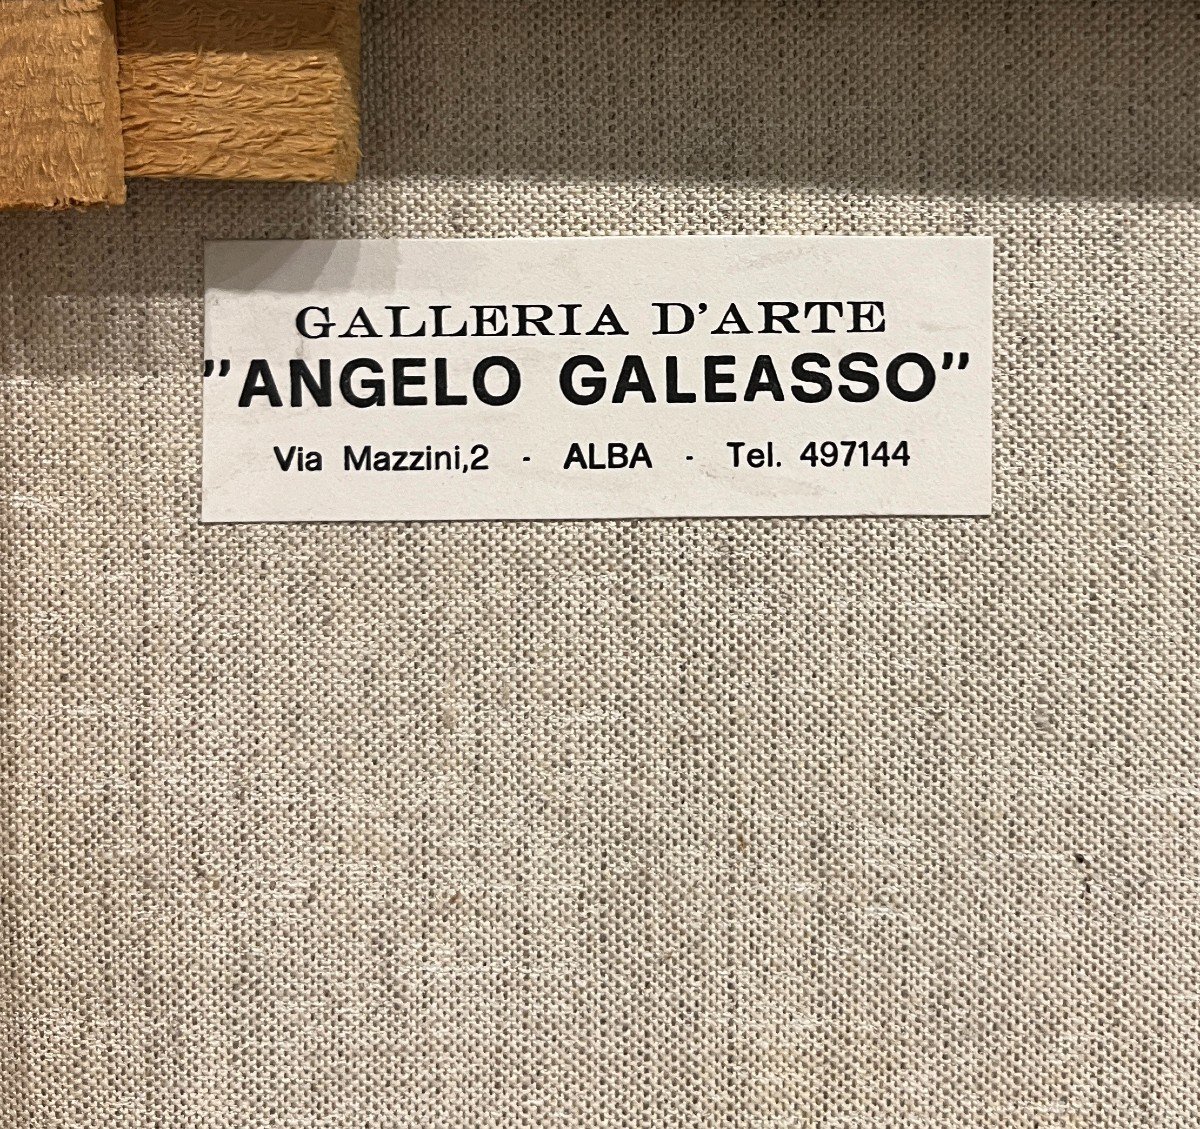 GALLERIA D'ARTE
"ANGELO GALEASSO"
Via Mazzini,2 - ALBA - Tel. 497144